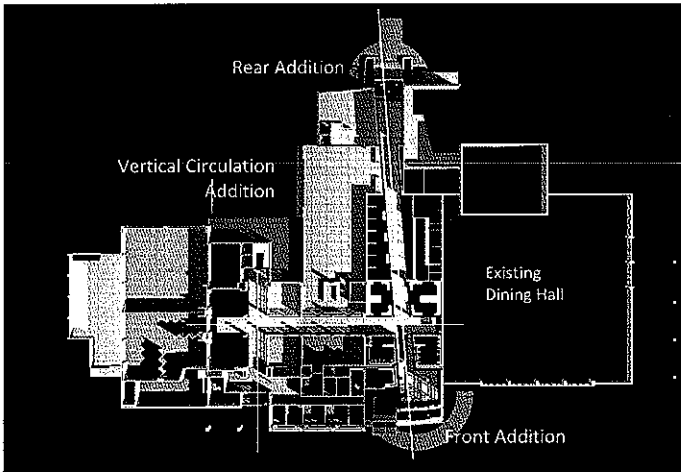 Rear Addition
Vertical Circulation
Addition
Existing
Dining Hall
Front Addition